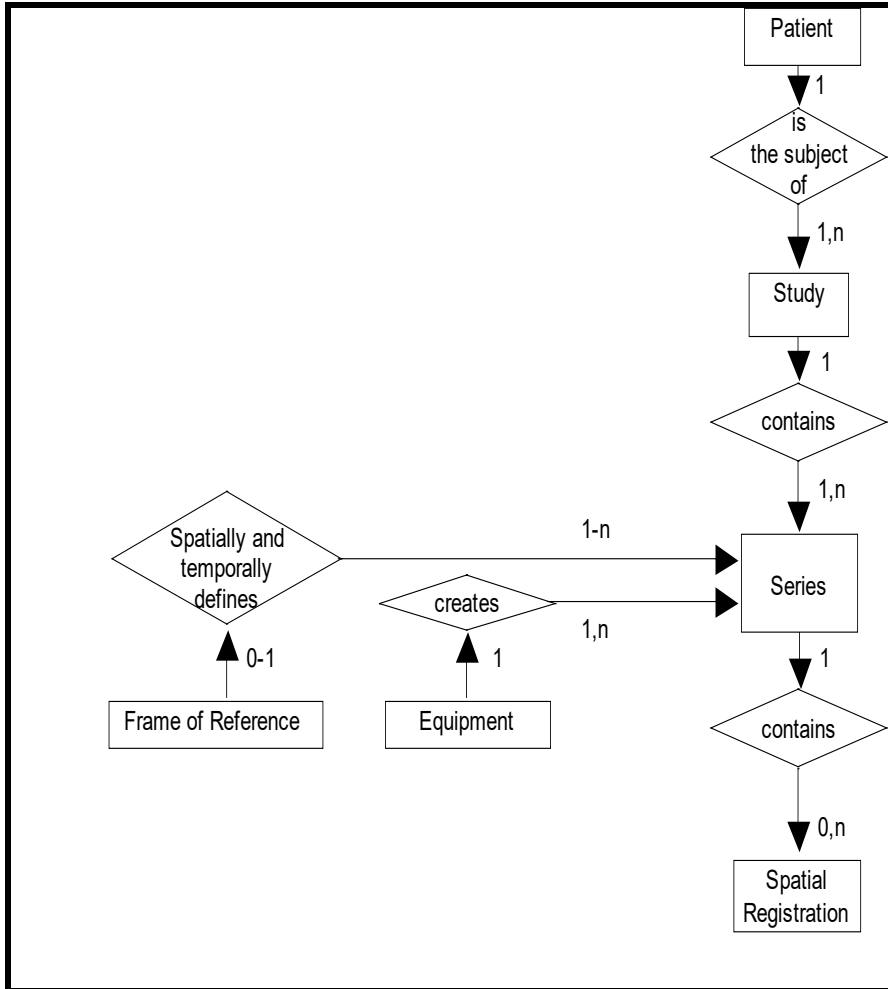 Patient
1
is
the subject
of
1,n
Study
1
contains
1,n
Spatially and
temporally
defines
1-n
creates
1,n
Series
0-1
1
1
Frame of Reference
Equipment
contains
0,n
Spatial
Registration